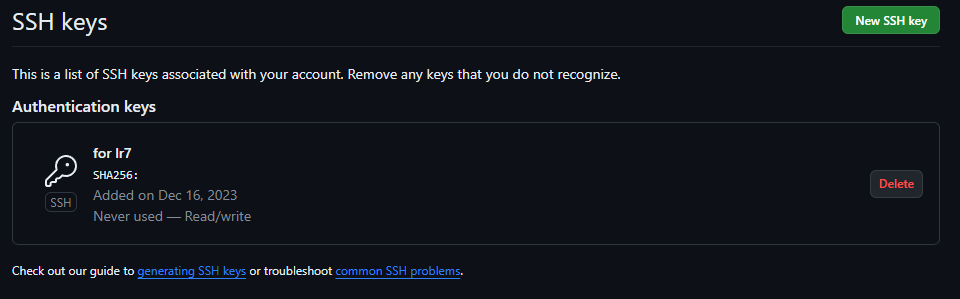 SSH keys
New SSH key
This is a list of SSH keys associated with your account. Remove any keys that you do not recognize.
Authentication keys
for lr7
SHA256:
Added on Dec 16, 2023
Never used — Read/write
SSH
Delete
Check out our guide to generating SSH keys or troubleshoot common SSH problems.